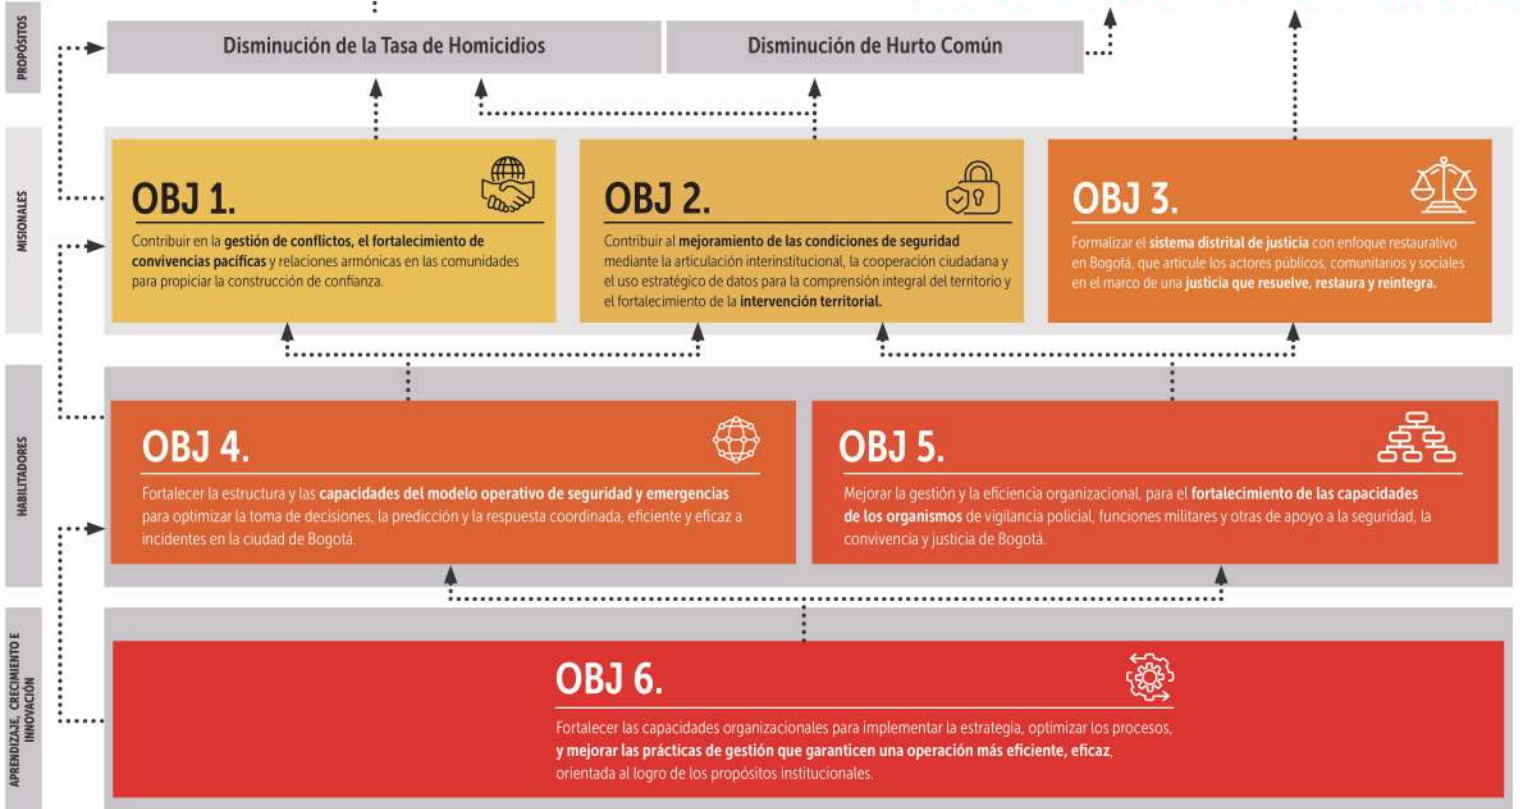 PROPÓSITOS
Disminución de la Tasa de Homicidios
Disminución de Hurto Común
MISIONALES
OBJ 1.
Contribuir en la gestión de conflictos, el fortalecimiento de
convivencias pacíficas y relaciones armónicas en las comunidades
para propiciar la construcción de confianza.
OBJ 2.
Contribuir al mejoramiento de las condiciones de seguridad
mediante la articulación interinstitucional, la cooperación ciudadana y
el uso estratégico de datos para la comprensión integral del territorio y
el fortalecimiento de la intervención territorial.
OBJ 3.
Formalizar el sistema distrital de justicia con enfoque restaurativo
en Bogotá, que articule los actores públicos, comunitarios y sociales
en el marco de una justicia que resuelve, restaura y reintegra.
HABILITADORES
OBJ 4.
Fortalecer la estructura y las capacidades del modelo operativo de seguridad y emergencias
para optimizar la toma de decisiones, la predicción y la respuesta coordinada, eficiente y eficaz a
incidentes en la ciudad de Bogotá.
OBJ 5.
Mejorar la gestión y la eficiencia organizacional, para el fortalecimiento de las capacidades
de los organismos de vigilancia policial, funciones militares y otras de apoyo a la seguridad, la
convivencia y justicia de Bogotá.
APRENDIZAJE, CRECIMIENTO E
INNOVACIÓN
OBJ 6.
Fortalecer las capacidades organizacionales para implementar la estrategia, optimizar los procesos,
y mejorar las prácticas de gestión que garanticen una operación más eficiente, eficaz,
orientada al logro de los propósitos institucionales.